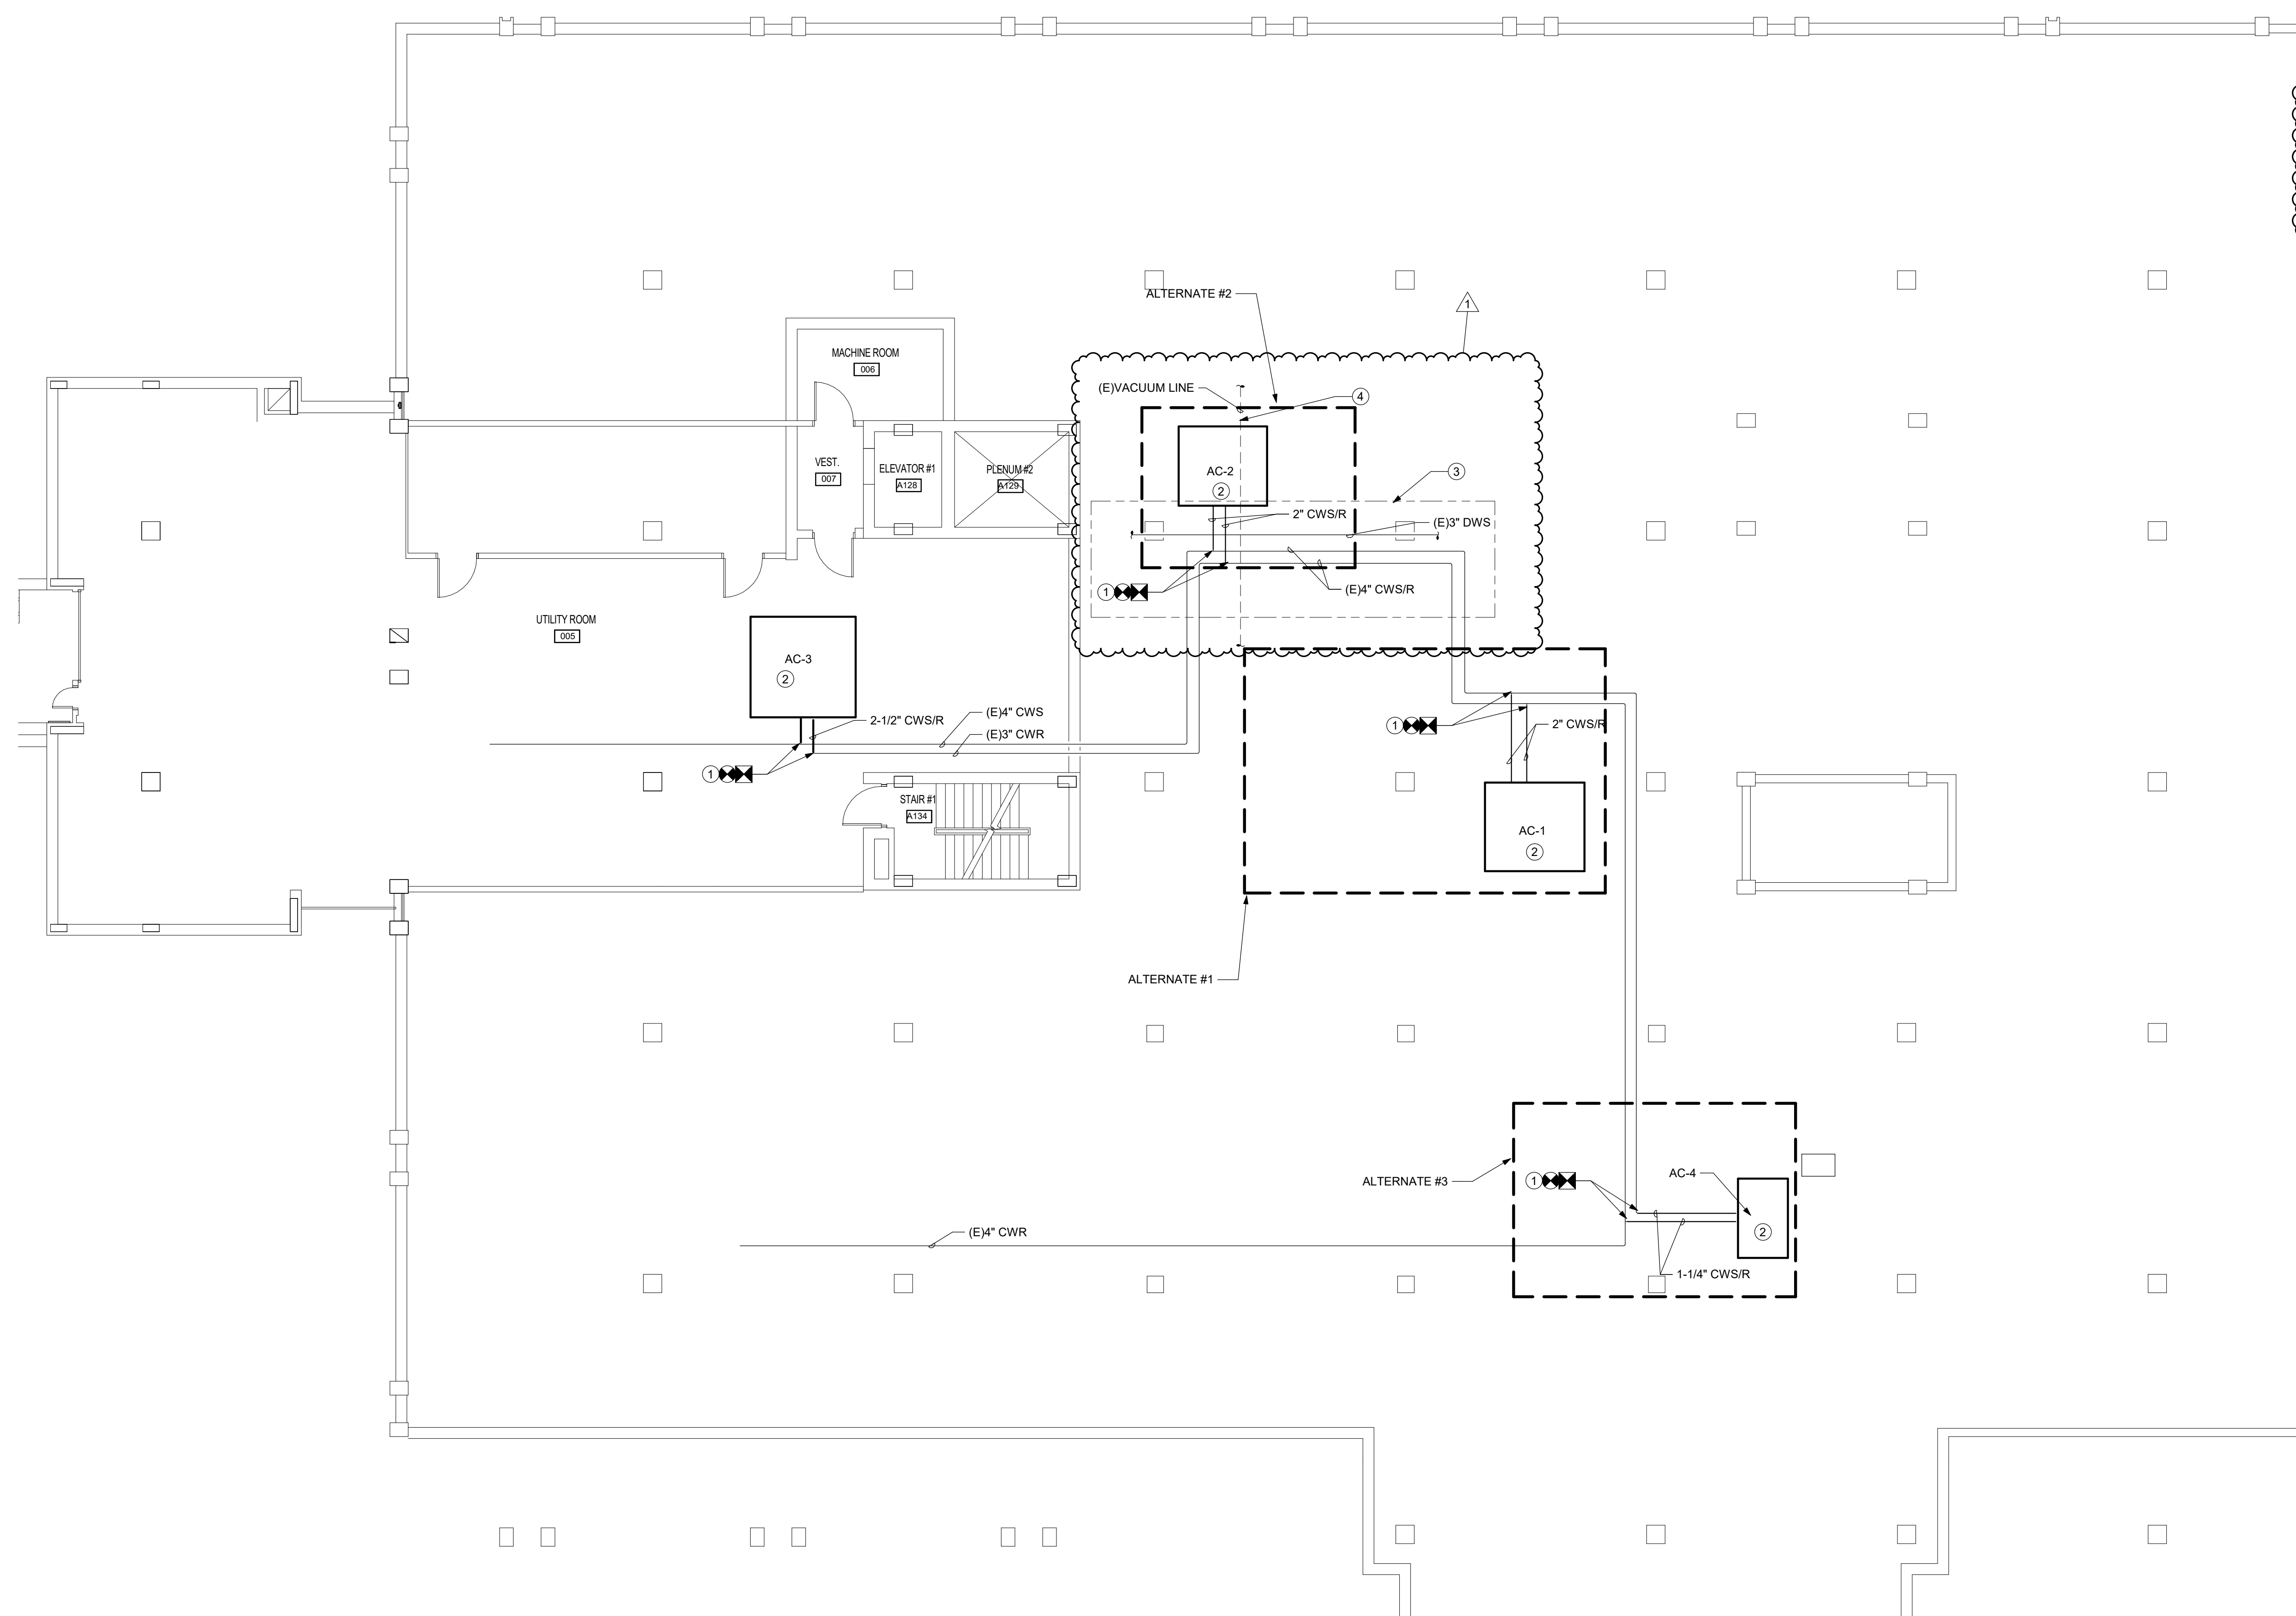 ALTERNATE #2
1
MACHINE ROOM
006
(E)VACUUM LINE
4
VEST.
007
ELEVATOR #1
A128
PLENUM #2
A129
AC-2
2
3
2" CWS/R
(E)3" DWS
1
(E)4" CWS/R
UTILITY ROOM
005
AC-3
2
2-1/2" CWS/R
(E)4" CWS
(E)3" CWR
1
1
2" CWS/R
STAIR #1
A134
AC-1
2
ALTERNATE #1
ALTERNATE #3
1
AC-4
2
(E)4" CWR
1-1/4" CWS/R